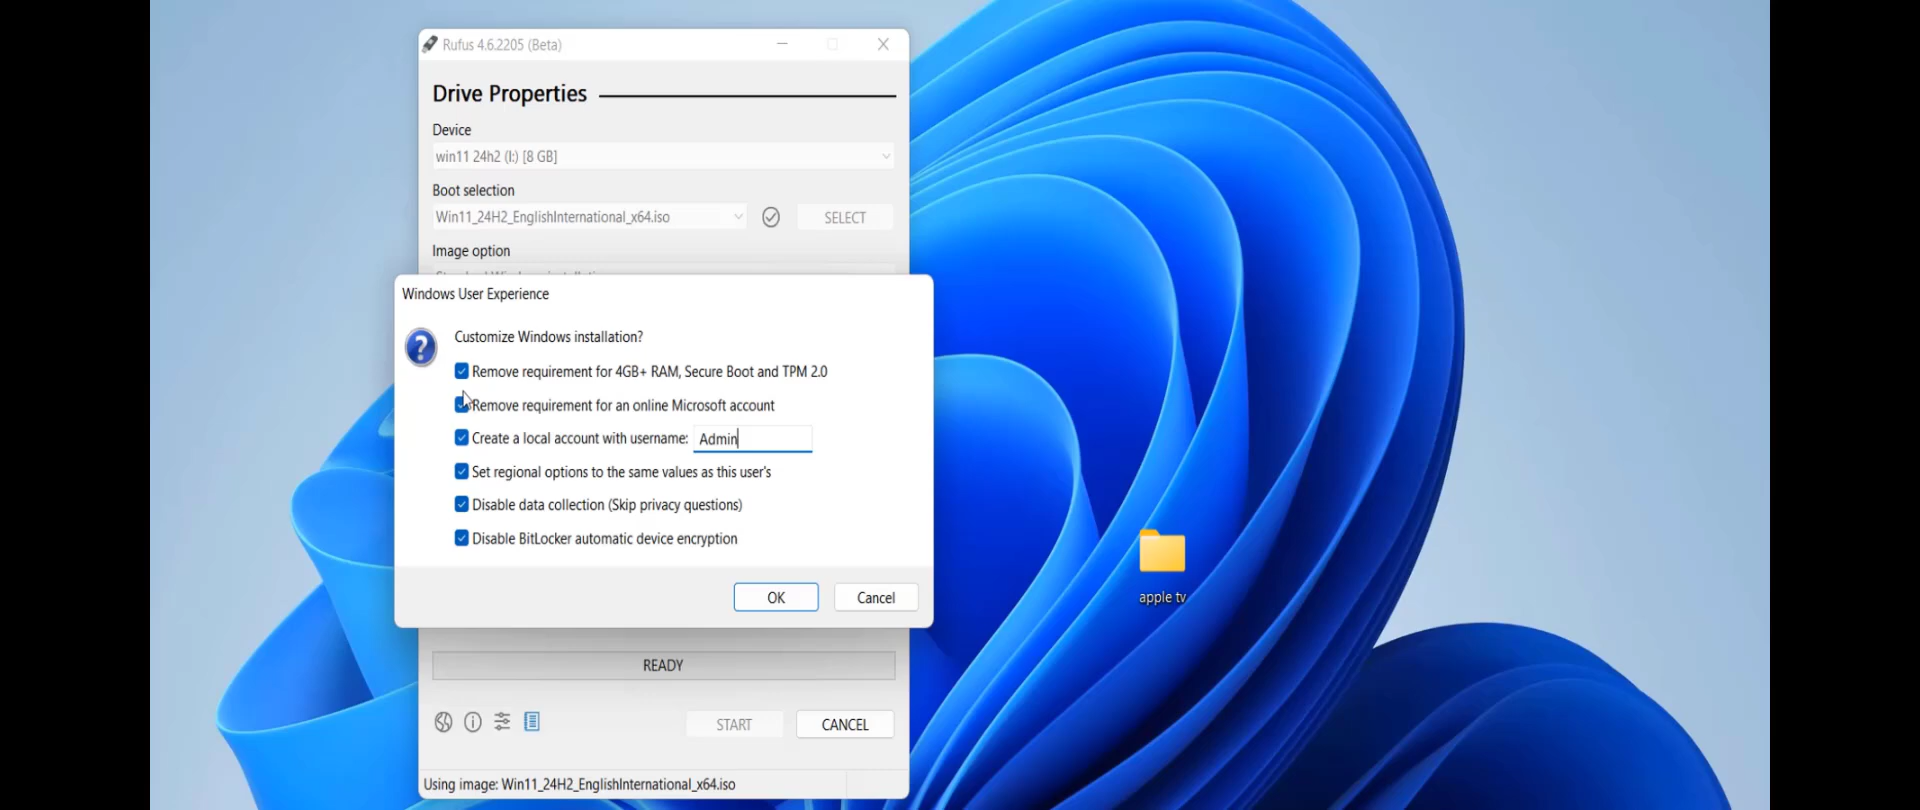 Rufus 4.6.2205 (Beta)
Drive Properties
Device
win11 24h2 (I:) [8 GB]
Boot selection
Win11_24H2_EnglishInternational_x64.iso
SELECT
Image option
Windows User Experience
Customize Windows installation?
Remove requirement for 4GB+ RAM, Secure Boot and TPM 2.0
Remove requirement for an online Microsoft account
Create a local account with username: Admin
Set regional options to the same values as this user's
Disable data collection (Skip privacy questions)
Disable BitLocker automatic device encryption
OK
Cancel
apple tv
READY
START
CANCEL
Using image: Win11_24H2_EnglishInternational_x64.iso